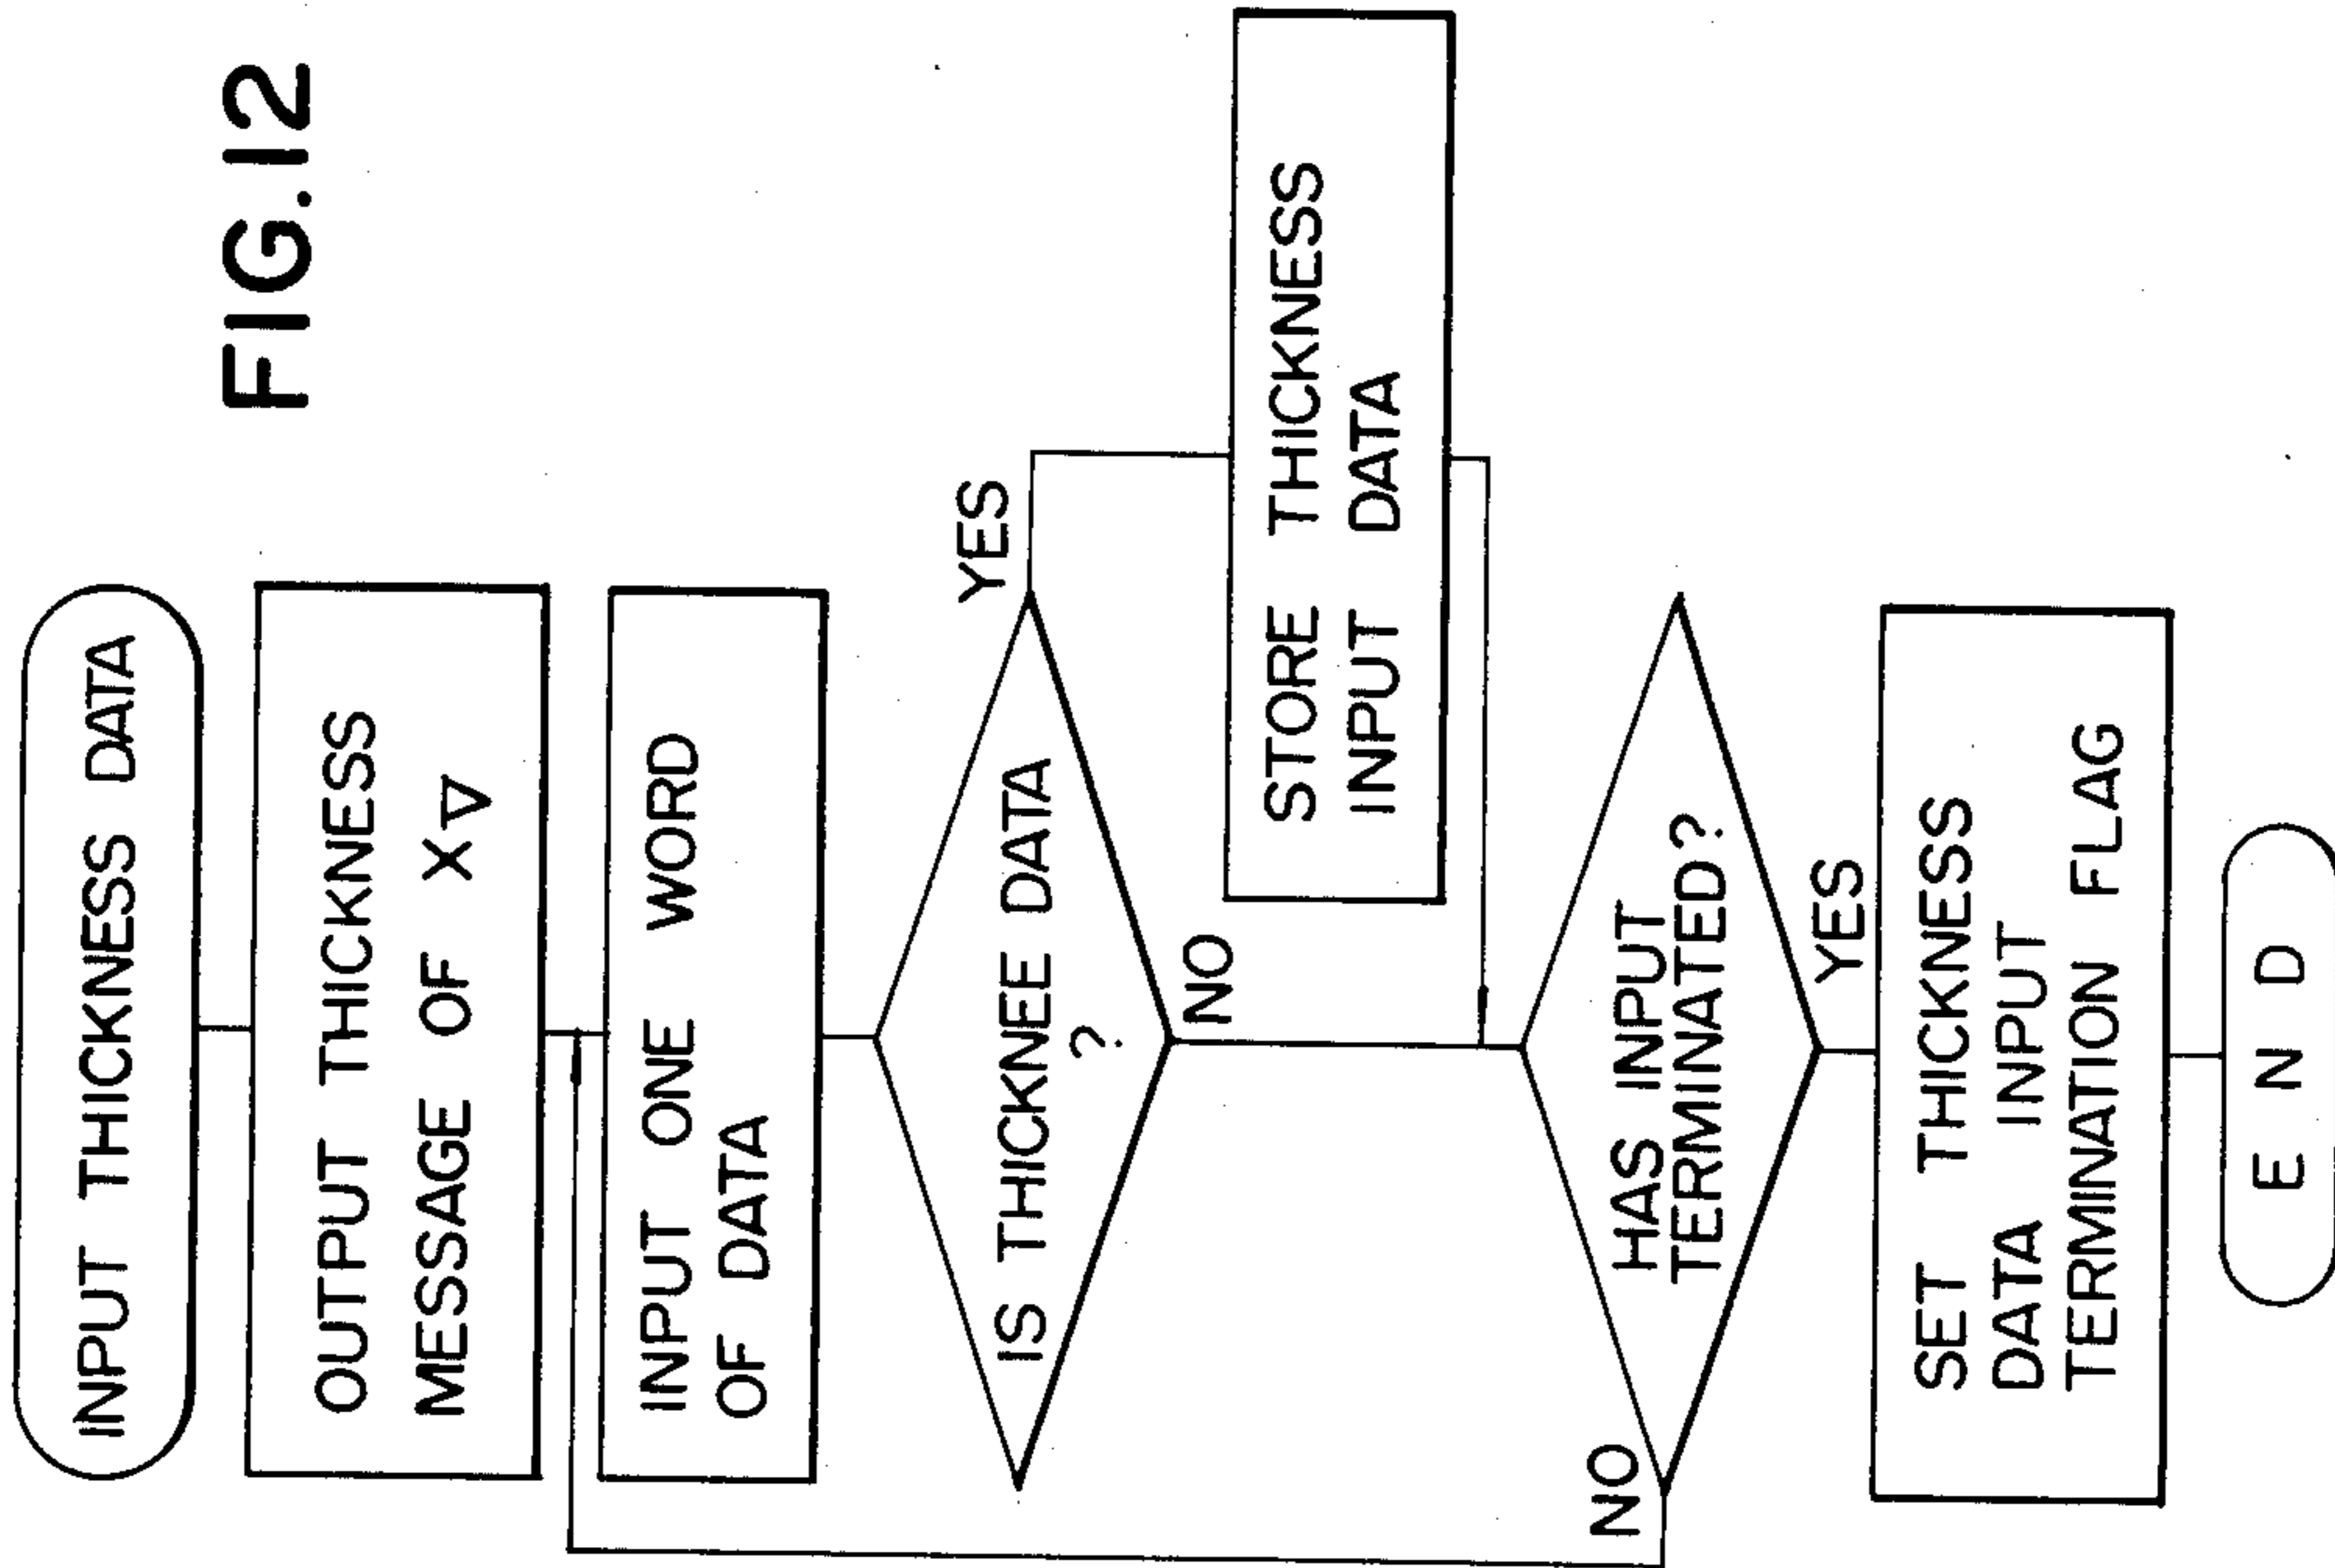 FIG.12
INPUT THICKNESS DATA
OUTPUT THICKNESS
MESSAGE OF X▽
INPUT ONE WORD
OF DATA
IS THICKNEE DATA
?
YES
NO
STORE THICKNESS
INPUT DATA
HAS INPUT
TERMINATED?
NO
YES
SET THICKNESS
DATA INPUT
TERMINATION FLAG
END